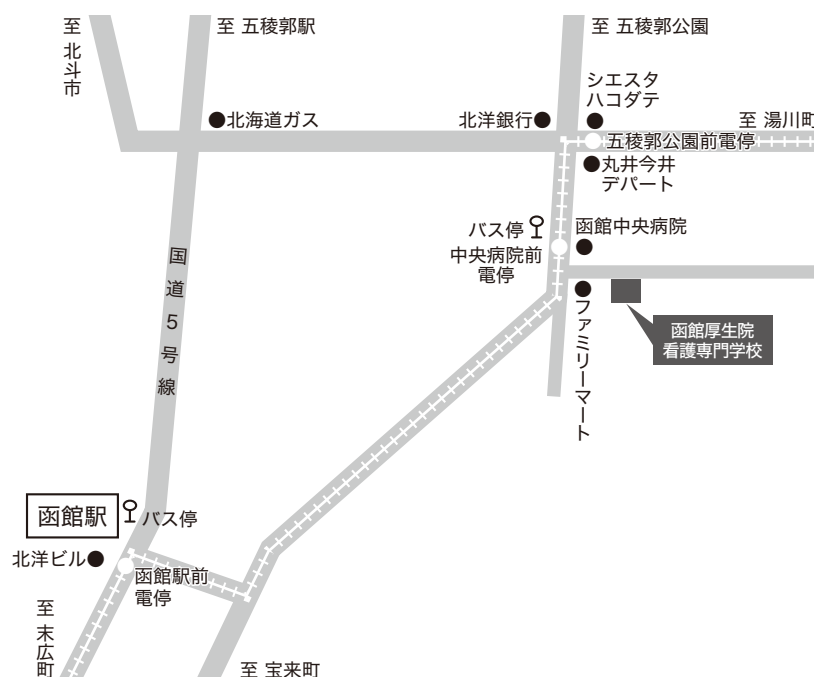 至 北斗市
至 五稜郭駅
至 五稜郭公園
シエスタ
ハコダテ
北海道ガス
北洋銀行
至 湯川町
五稜郭公園前電停
丸井今井
デパート
バス停
函館中央病院
中央病院前
電停
国道5号線
ファミリーマート
函館厚生院
看護専門学校
函館駅
バス停
北洋ビル
函館駅前
電停
至 末広町
至 宝来町